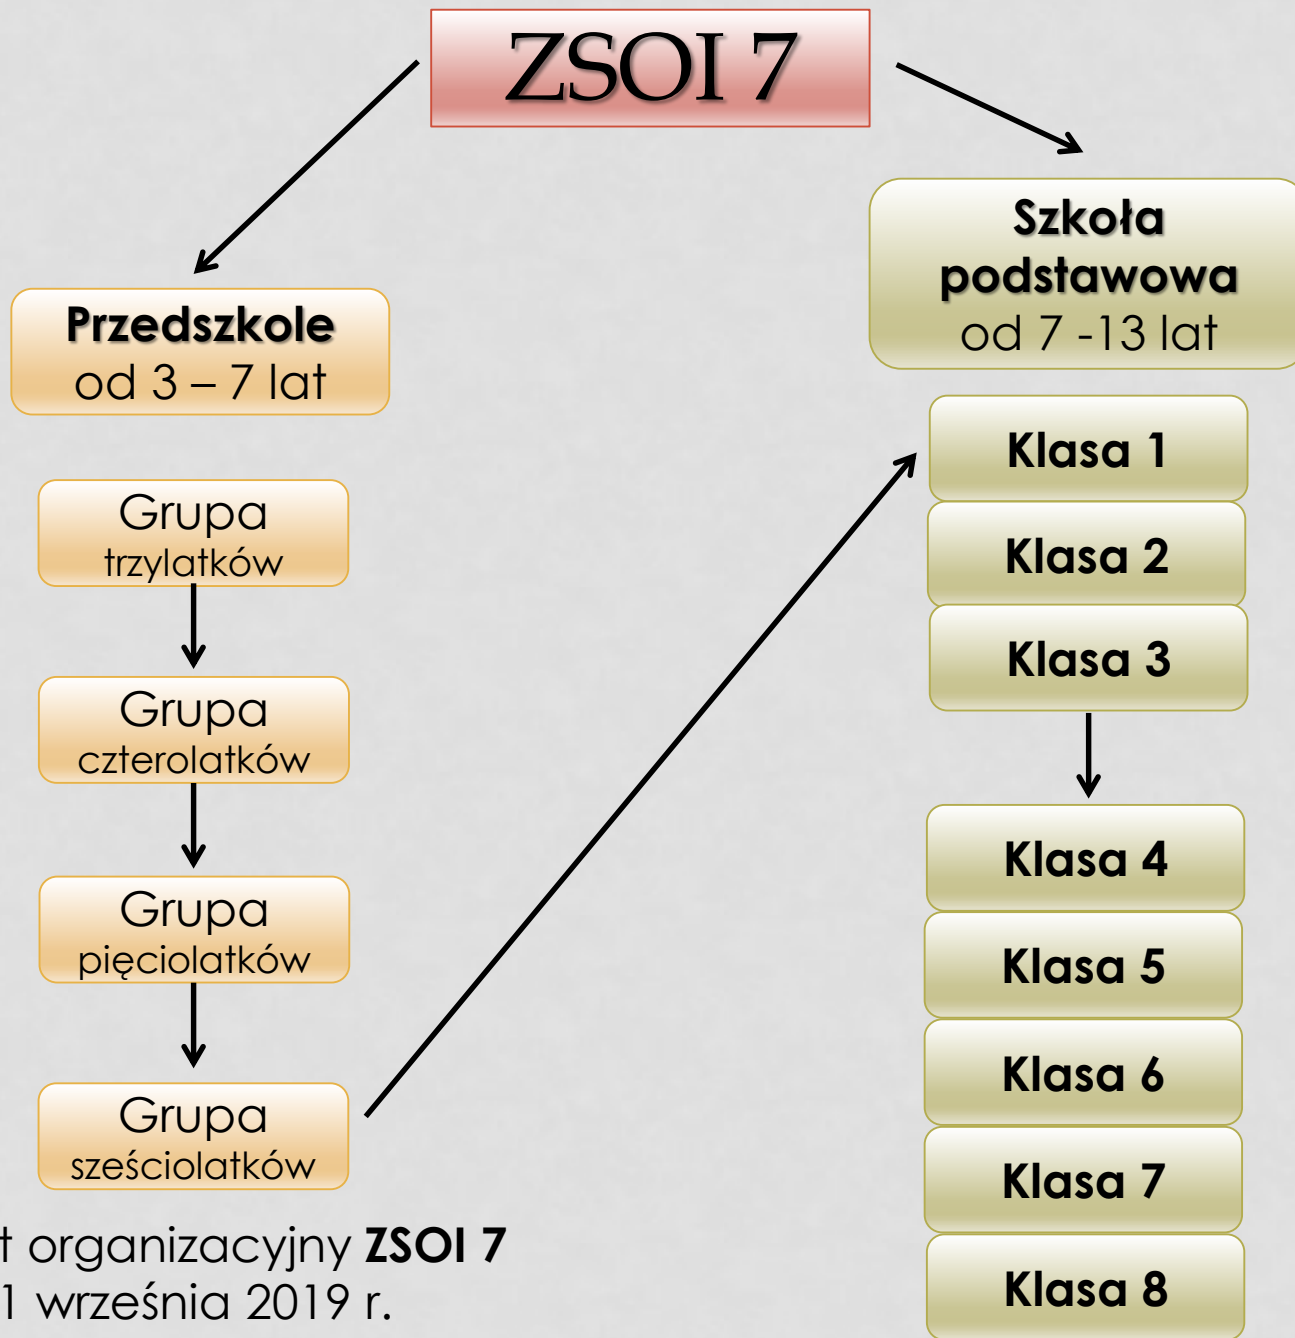 ZSOI 7
Przedszkole
od 3 – 7 lat
Grupa
trzylatków
Grupa
czterolatków
Grupa
pięciolatków
Grupa
sześciolatków
Szkoła
podstawowa
od 7 -13 lat
Klasa 1
Klasa 2
Klasa 3
Klasa 4
Klasa 5
Klasa 6
Klasa 7
Klasa 8
t organizacyjny ZSOI 7
1 września 2019 r.